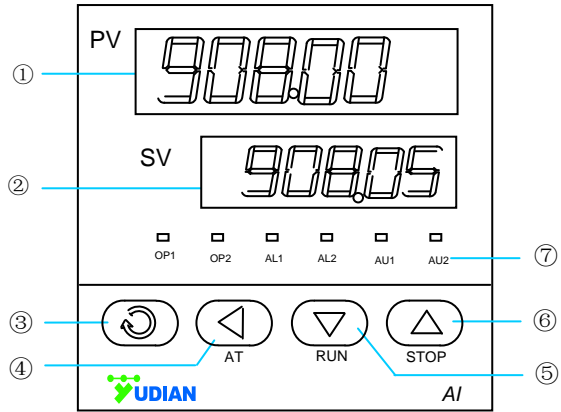 PV
① 908.00
SV
② 908.05
OP1 OP2 AL1 AL2 AU1 AU2 ⑦
③ ⑥
④ AT RUN STOP ⑤
YUDIAN AI